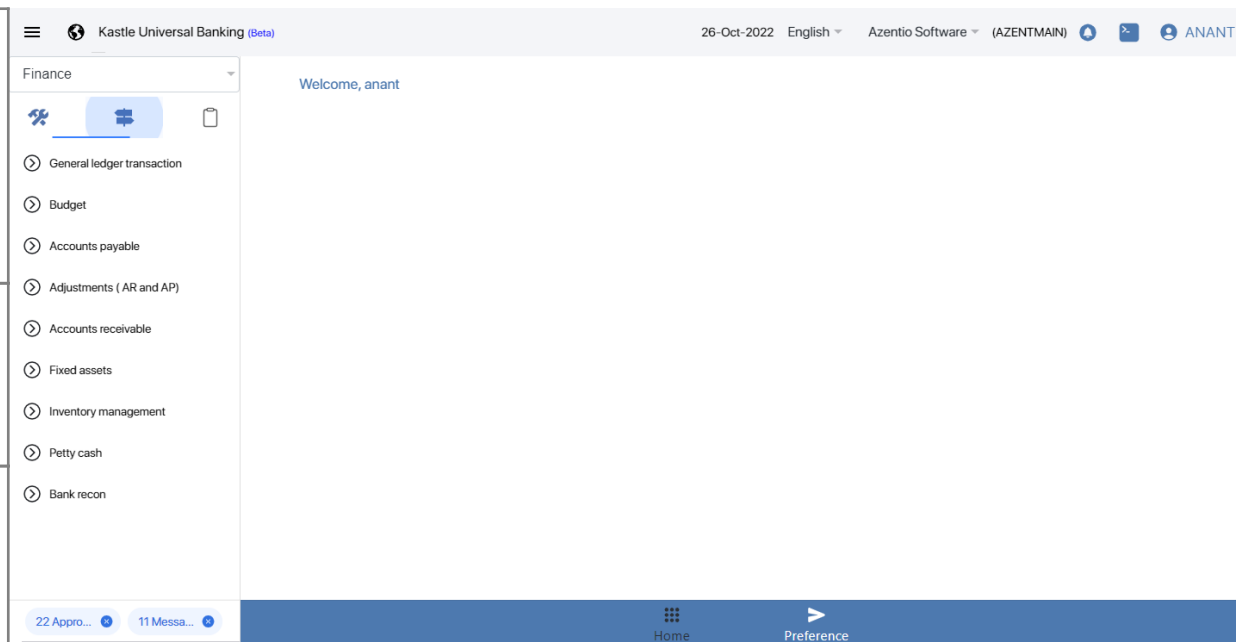 Kastle Universal Banking (Beta)
26-Oct-2022 English Azentio Software (AZENTMAIN) ANANT
Finance
Welcome, anant
General ledger transaction
Budget
Accounts payable
Adjustments ( AR and AP)
Accounts receivable
Fixed assets
Inventory management
Petty cash
Bank recon
22 Appro... 11 Messa...
Home Preference